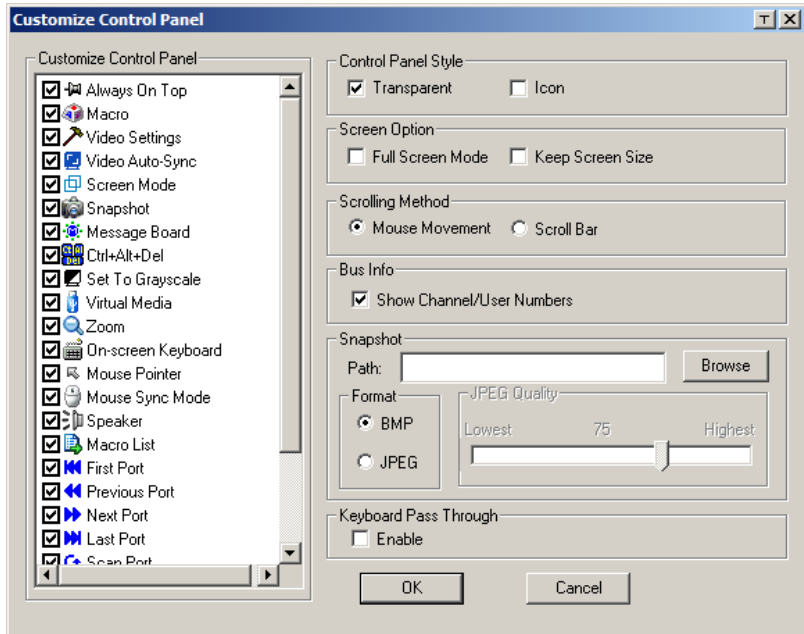 Customize Control Panel
Customize Control Panel
Always On Top
Macro
Video Settings
Video Auto-Sync
Screen Mode
Snapshot
Message Board
Ctrl+Alt+Del
Set To Grayscale
Virtual Media
Zoom
On-screen Keyboard
Mouse Pointer
Mouse Sync Mode
Speaker
Macro List
First Port
Previous Port
Next Port
Last Port
Scan Port
Control Panel Style
Transparent Icon
Screen Option
Full Screen Mode Keep Screen Size
Scrolling Method
Mouse Movement Scroll Bar
Bus Info
Show Channel/User Numbers
Snapshot
Path: Browse
Format
BMP
JPEG
JPEG Quality
Lowest 75 Highest
Keyboard Pass Through
Enable
OK Cancel